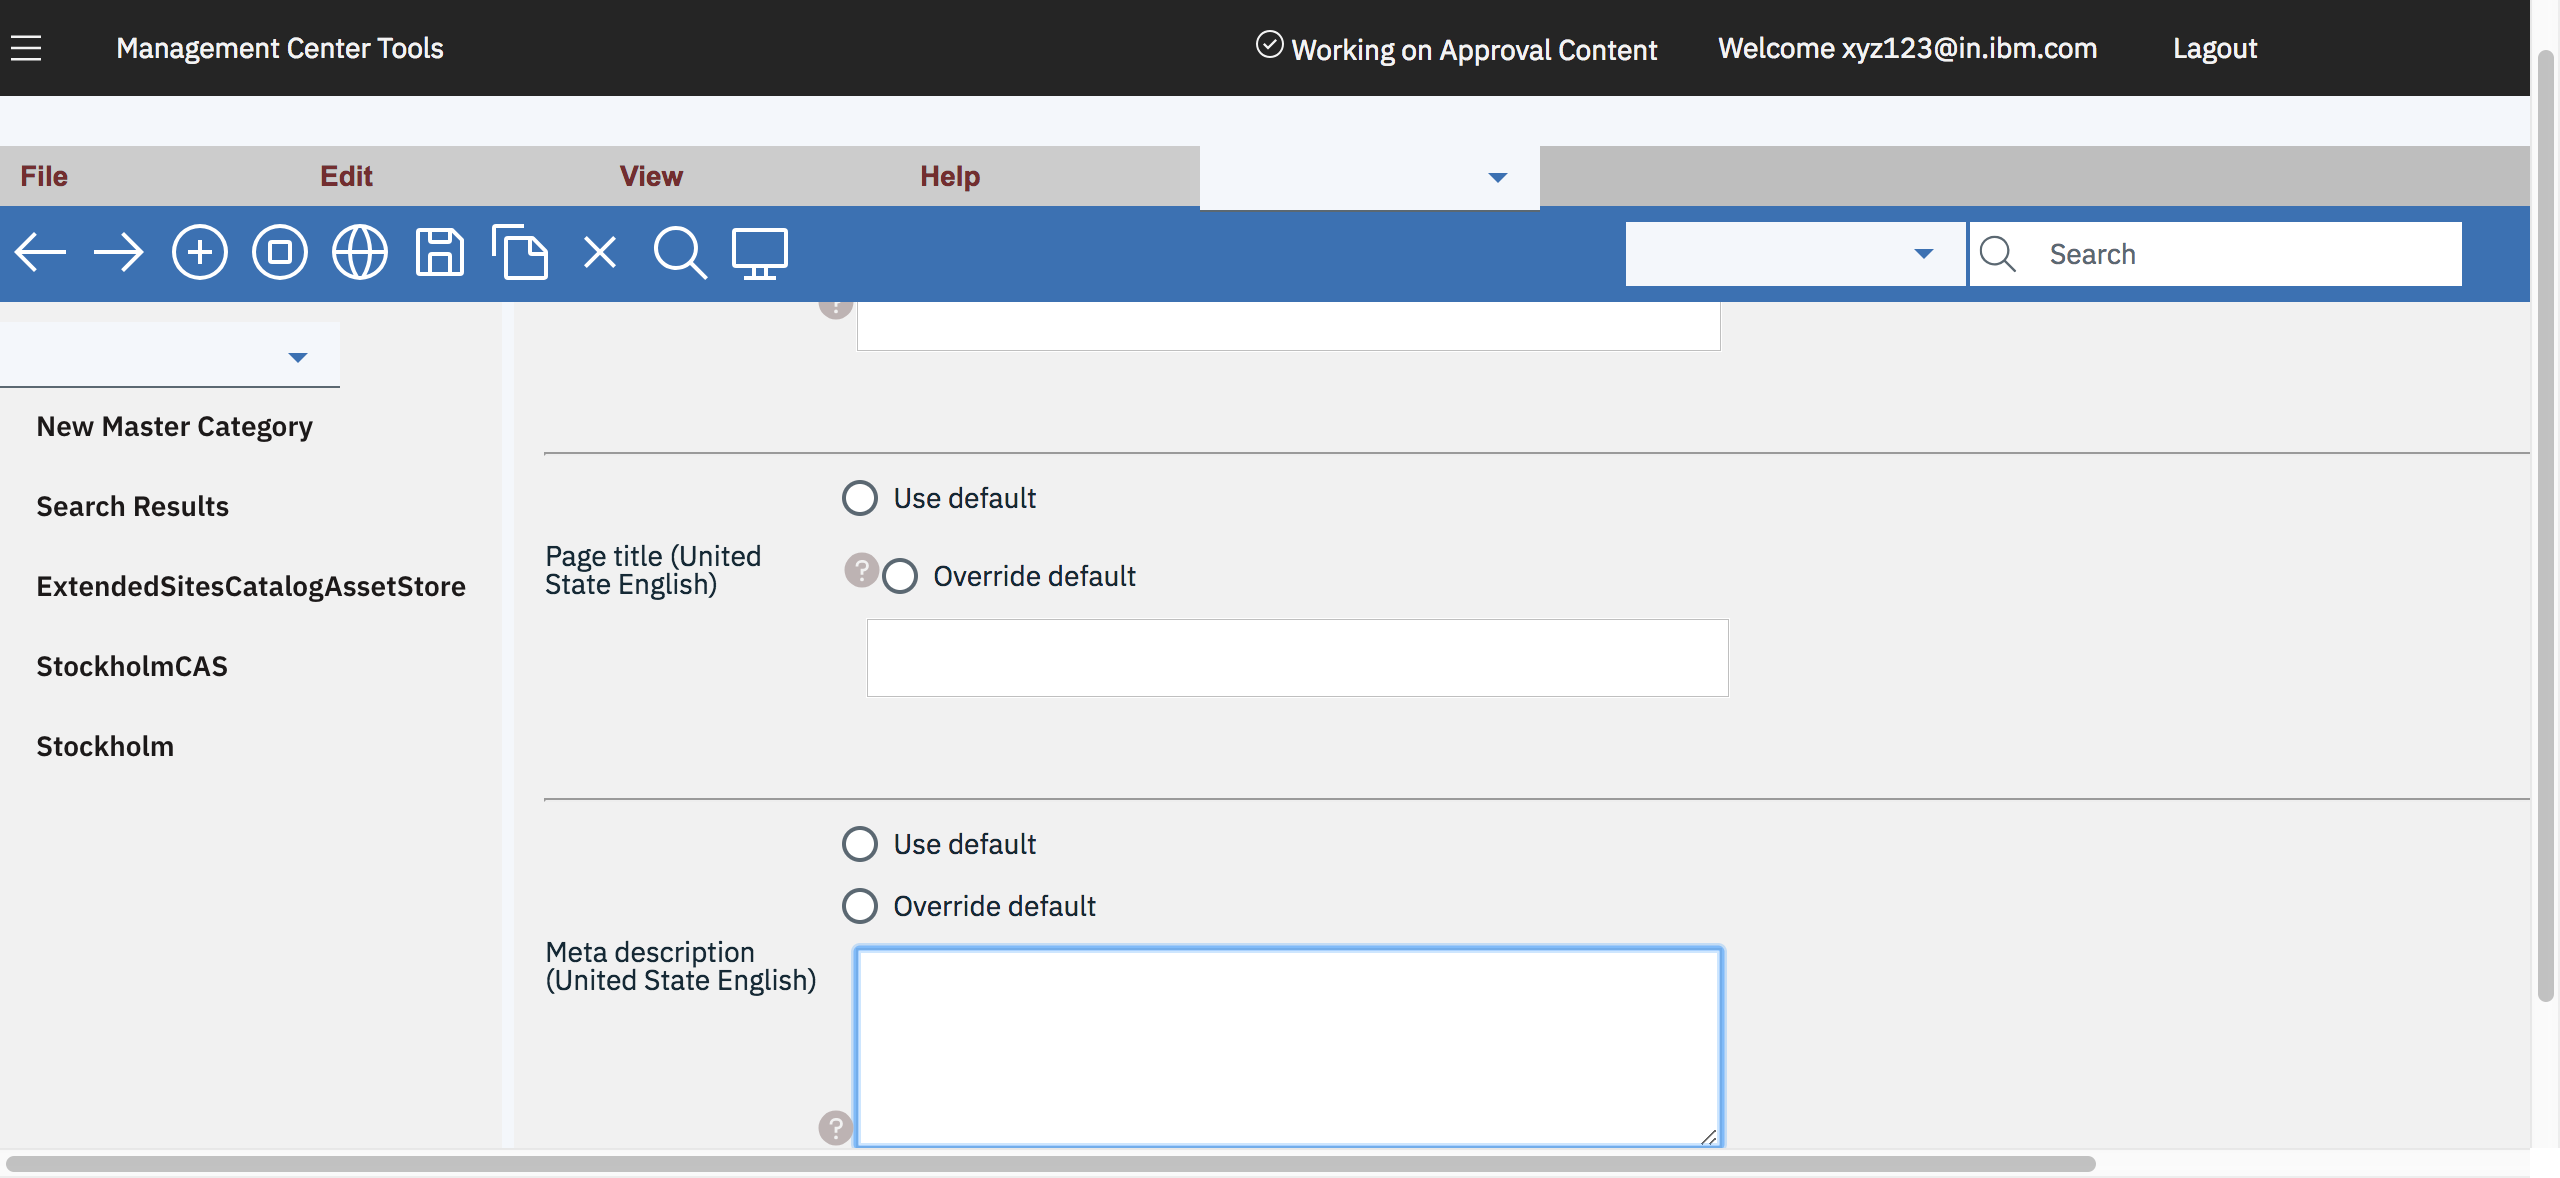 Management Center Tools
Working on Approval Content
Welcome xyz123@in.ibm.com
Lagout
File
Edit
View
Help
Search
New Master Category
Search Results
ExtendedSitesCatalogAssetStore
StockholmCAS
Stockholm
?
Use default
Page title (United
State English)
?
Override default
Use default
Override default
Meta description
(United State English)
?